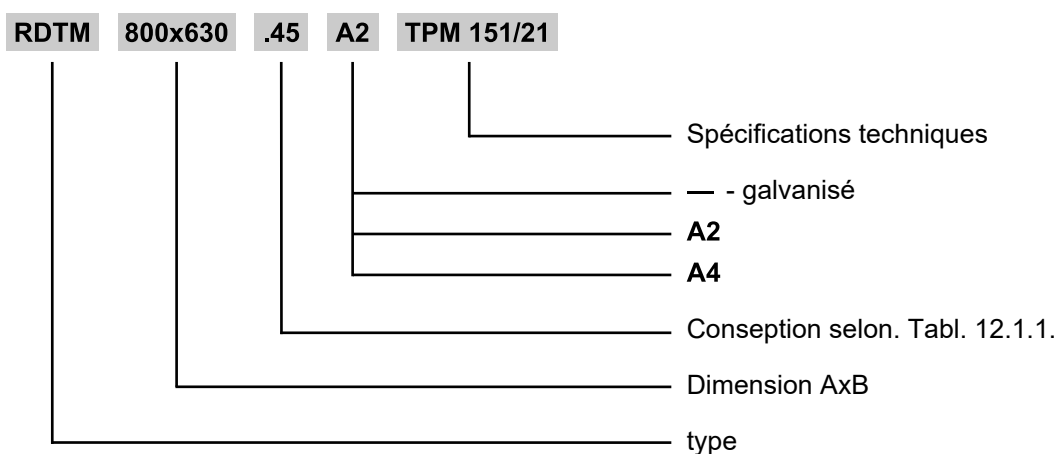 RDTM 800x630 .45 A2 TPM 151/21
Spécifications techniques
— - galvanisé
A2
A4
Conseption selon. Tabl. 12.1.1.
Dimension AxB
type